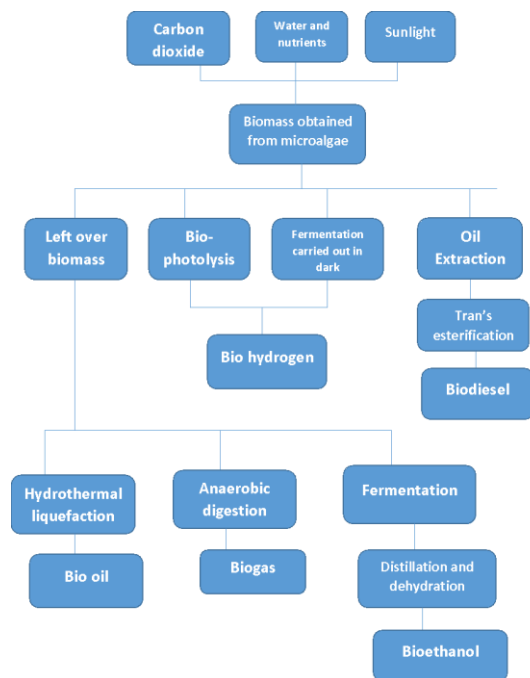 Carbon
dioxide
Water and
nutrients
Sunlight
Biomass obtained
from microalgae
Left over
biomass
Bio-
photolysis
Fermentation
carried out in
dark
Oil
Extraction
Tran's
esterification
Bio hydrogen
Biodiesel
Hydrothermal
liquefaction
Anaerobic
digestion
Fermentation
Bio oil
Biogas
Distillation and
dehydration
Bioethanol